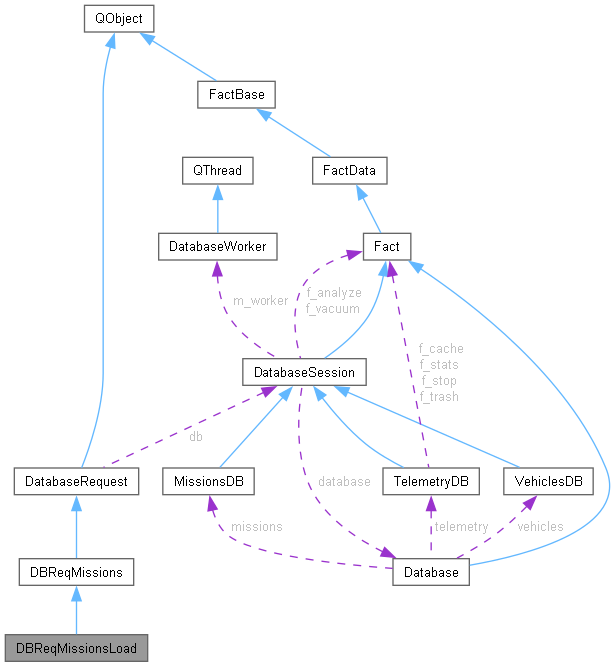 QObject
FactBase
QThread
FactData
DatabaseWorker
Fact
m_worker
f_analyze
f_vacuum
f_cache
f_stats
f_stop
f_trash
DatabaseSession
db
DatabaseRequest
MissionsDB
database
TelemetryDB
VehiclesDB
missions
telemetry
vehicles
DBReqMissions
Database
DBReqMissionsLoad